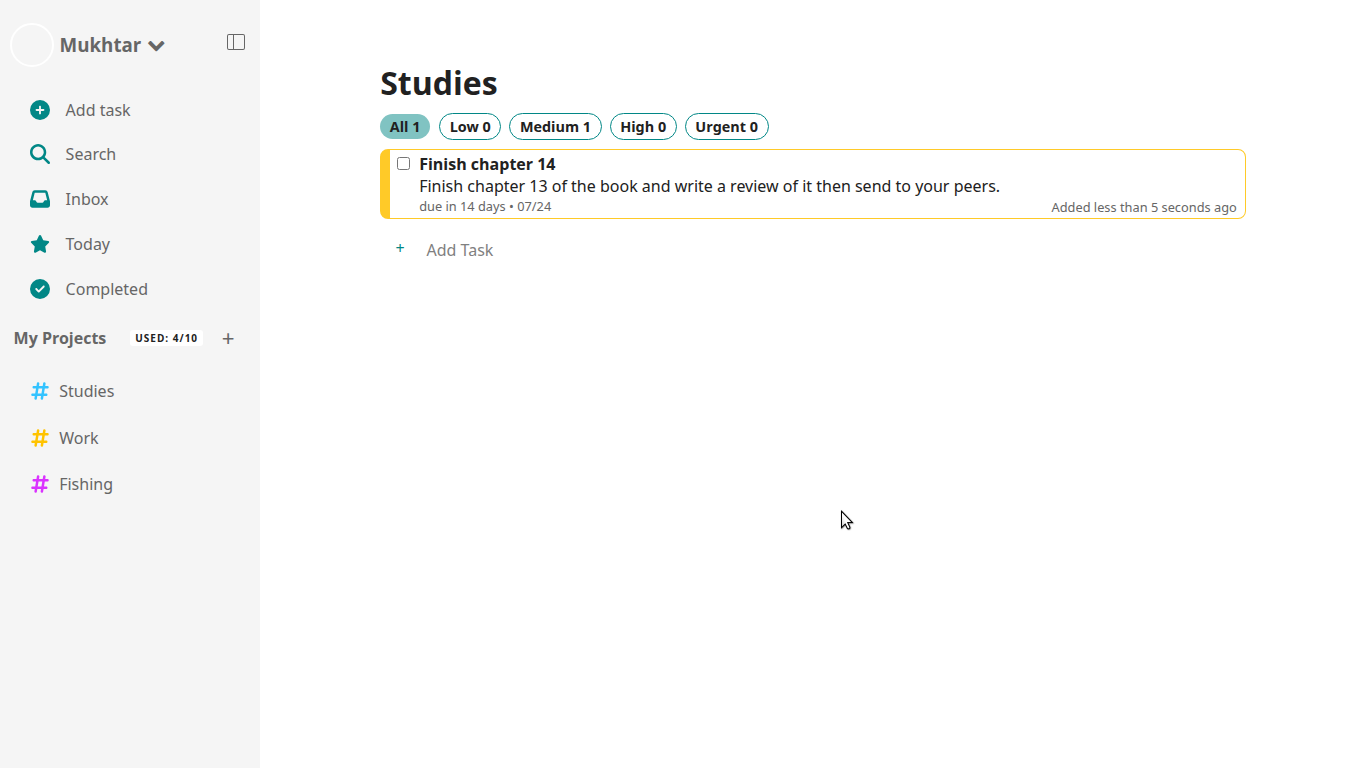 Mukhtar
Add task
Search
Inbox
Today
Completed
My Projects USED: 4/10 +
# Studies
# Work
# Fishing
Studies
All 1 Low 0 Medium 1 High 0 Urgent 0
Finish chapter 14
Finish chapter 13 of the book and write a review of it then send to your peers.
due in 14 days • 07/24 Added less than 5 seconds ago
+ Add Task